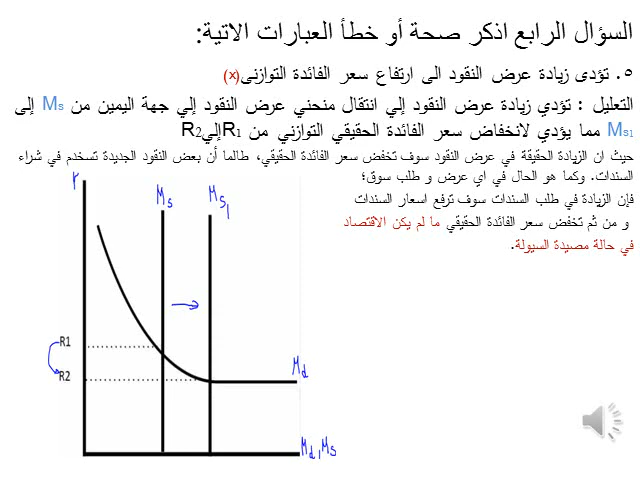 السؤال الرابع اذكر صحة أو خطأ العبارات الاتية:
٥. تؤدى زيادة عرض النقود الى ارتفاع سعر الفائدة التوازنى(x)
التعليل : تؤدي زيادة عرض النقود إلي انتقال منحني عرض النقود إلي جهة اليمين من Ms إلى
Ms1 مما يؤدي لانخفاض سعر الفائدة الحقيقي التوازني من R1إليR2
حيث ان الزيادة الحقيقة في عرض النقود سوف تخفض سعر الفائدة الحقيقي، طالما أن بعض النقود الجديدة تسخدم في شراء
السندات. وكما هو الحال في اي عرض و طلب سوق؛
فإن الزيادة في طلب السندات سوف ترفع اسعار السندات
و من ثم تخفض سعر الفائدة الحقيقي ما لم يكن الاقتصاد
في حالة مصيدة السيولة.
r
Ms
Ms1
R1
R2
Md
Md,Ms